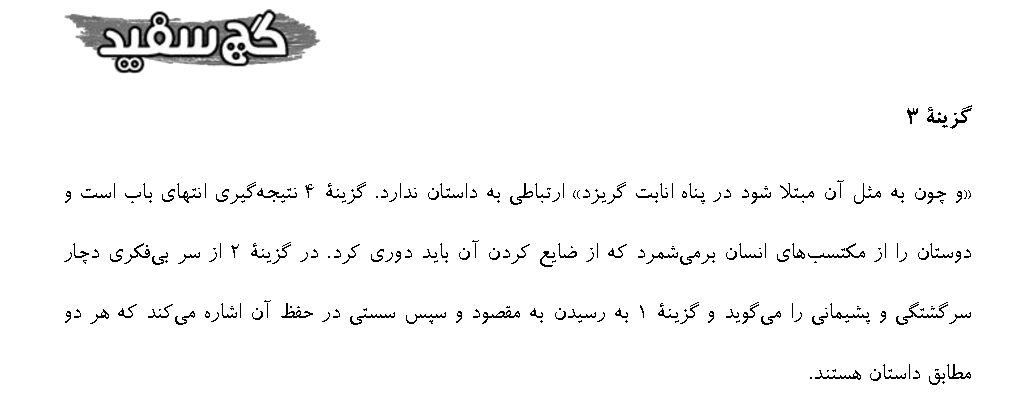 گچ سفید
گزینهٔ ۳
«و چون به مثل آن مبتلا شود در پناه انابت گریزد» ارتباطی به داستان ندارد. گزینهٔ ۴ نتیجه‌گیری انتهای باب است و
دوستان را از مکتسب‌های انسان برمی‌شمرد که از ضایع کردن آن باید دوری کرد. در گزینهٔ ۲ از سر بی‌فکری دچار
سرگشتگی و پشیمانی را می‌گوید و گزینهٔ ۱ به رسیدن به مقصود و سپس سستی در حفظ آن اشاره می‌کند که هر دو
مطابق داستان هستند.